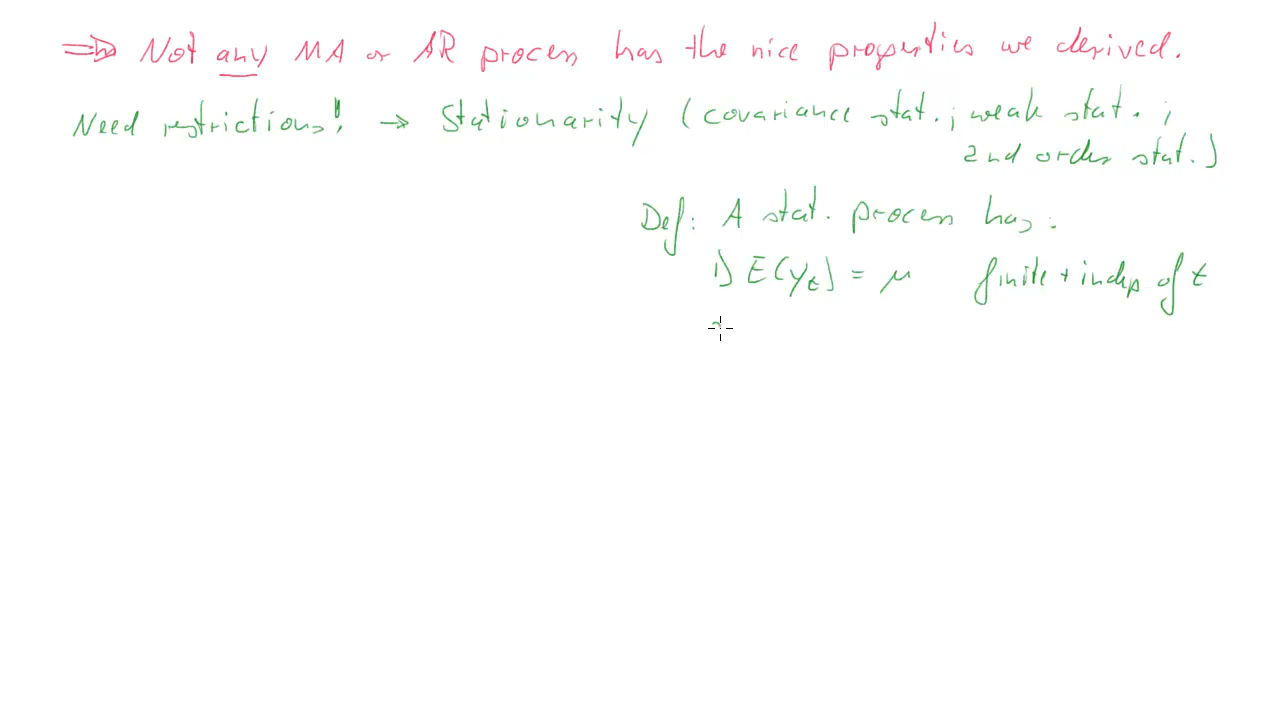 ⇒ Not any MA or AR process has the nice properties we derived.
Need restrictions! → Stationarity (covariance stat. ; weak stat. ;
2nd order stat.)
Def: A stat. process has:
1) E(yₜ) = μ finite + indep of t